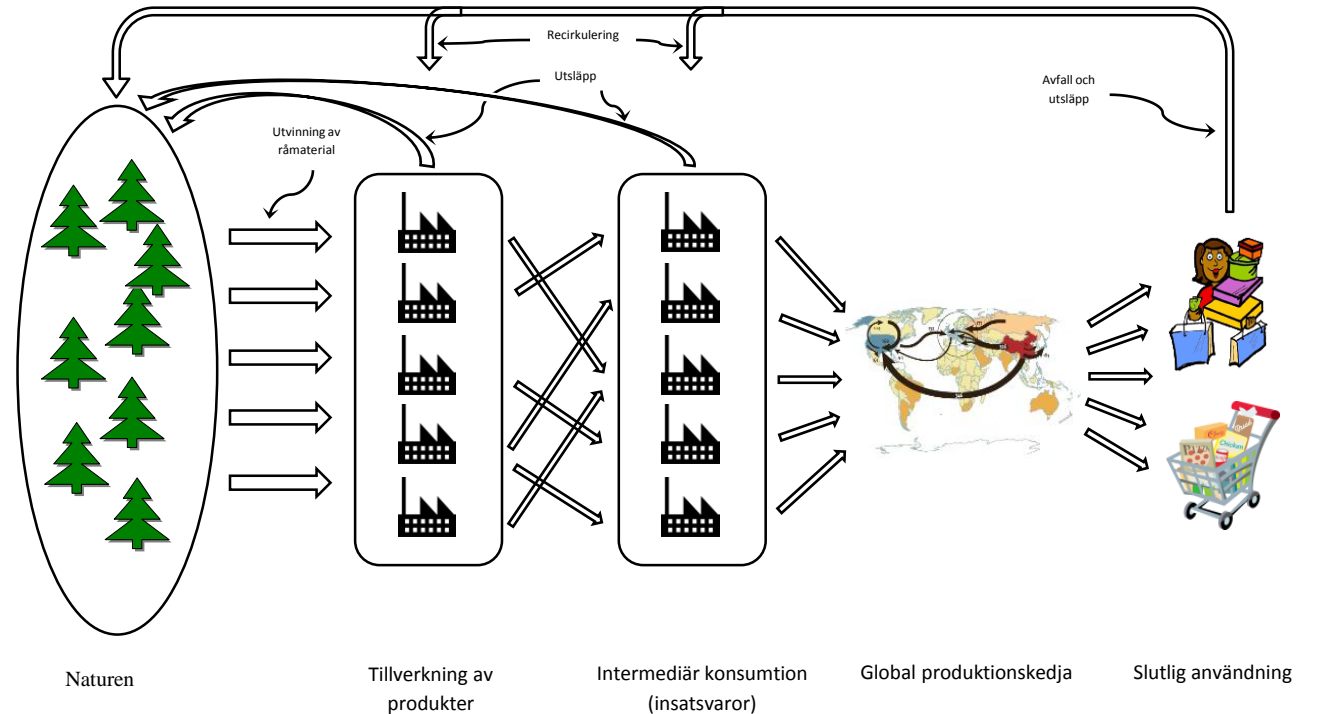 Recirkulering
Utsläpp
Avfall och
utsläpp
Utvinning av
råmaterial
Chicken
Naturen
Tillverkning av
produkter
Intermediär konsumtion
(insatsvaror)
Global produktionskedja
Slutlig användning